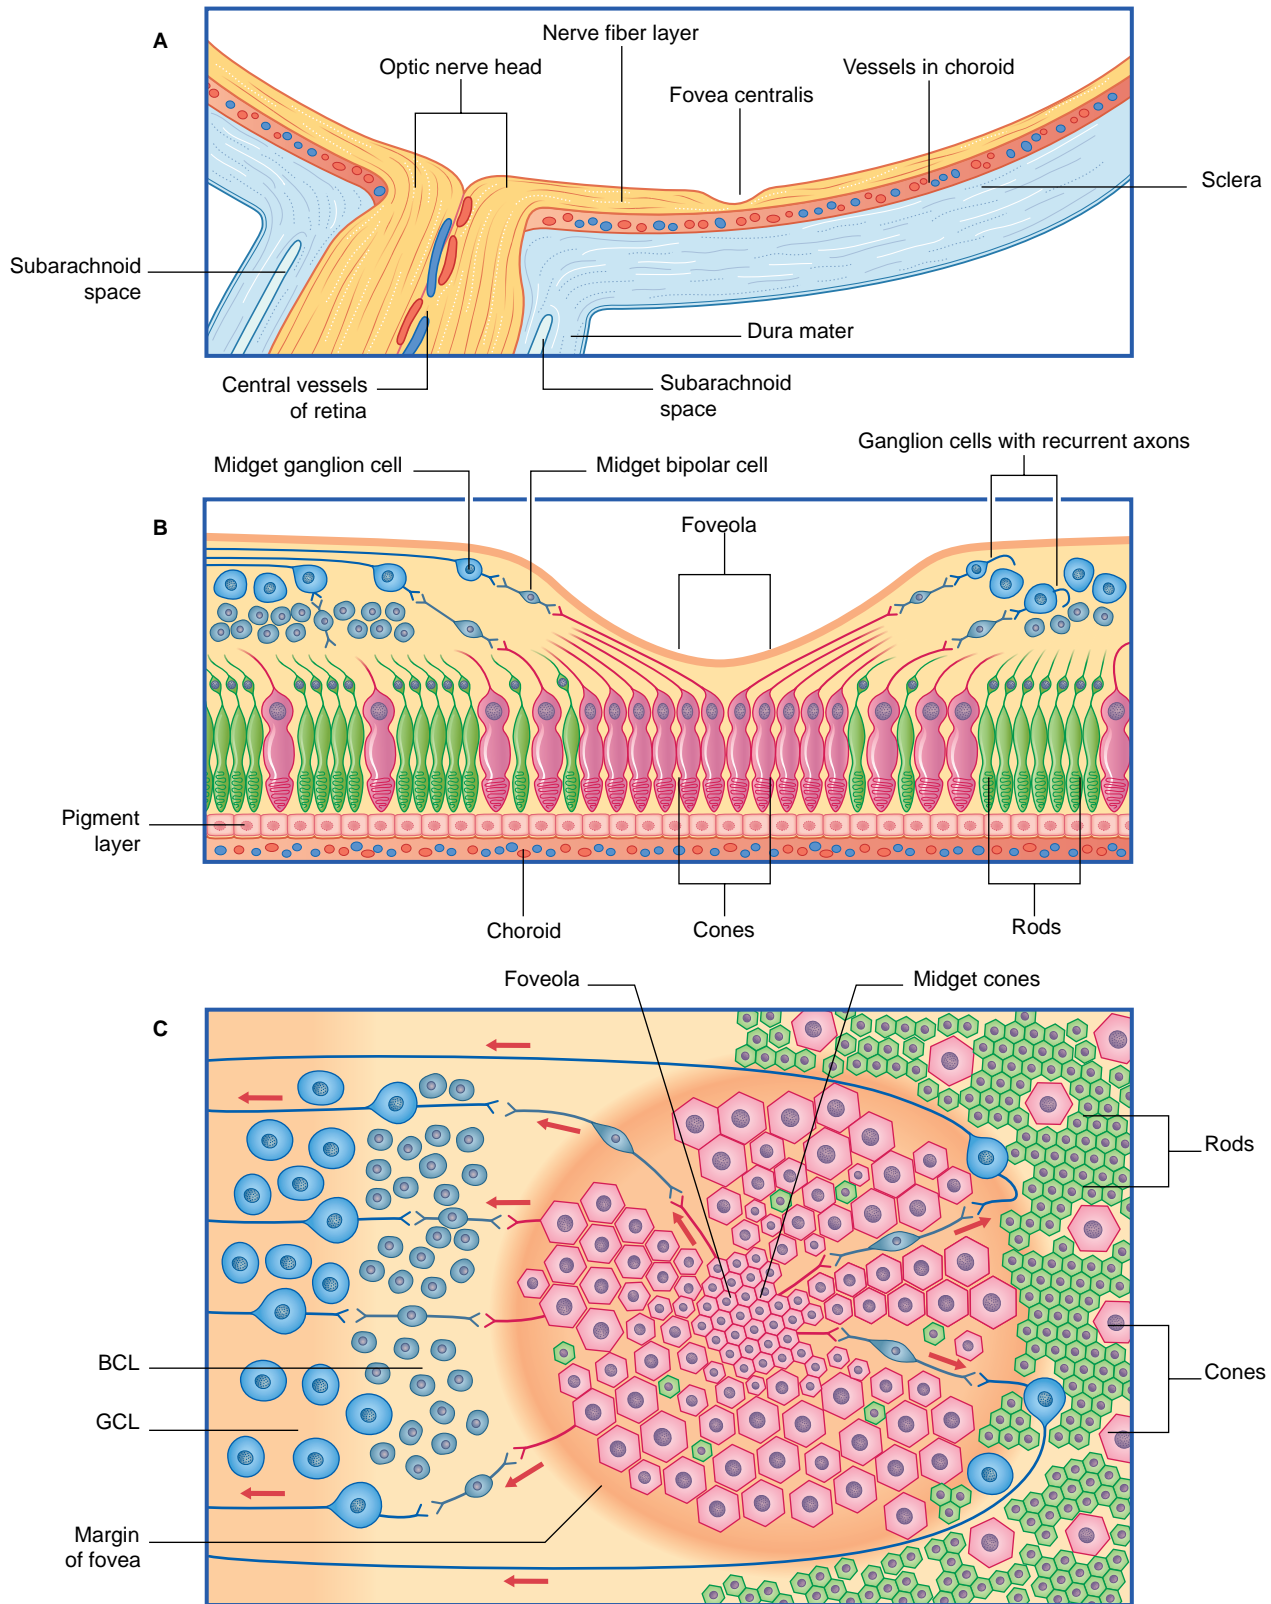 A
Nerve fiber layer
Optic nerve head
Vessels in choroid
Fovea centralis
Sclera
Subarachnoid
space
Dura mater
Central vessels
of retina
Subarachnoid
space
Ganglion cells with recurrent axons
Midget ganglion cell
Midget bipolar cell
B
Foveola
Pigment
layer
Choroid
Cones
Rods
Foveola
Midget cones
C
Rods
BCL
Cones
GCL
Margin
of fovea